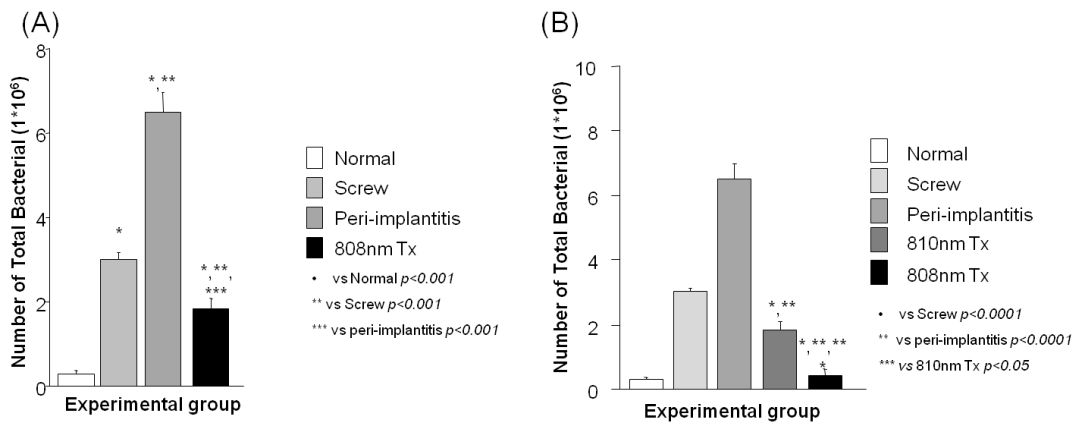 (A)
Number of Total Bacterial (1*10⁶)
8
6
4
2
0
*
*,**
*,**,
***
Experimental group
Normal
Screw
Peri-implantitis
808nm Tx
• vs Normal p<0.001
** vs Screw p<0.001
*** vs peri-implantitis p<0.001
(B)
Number of Total Bacterial (1*10⁶)
10
8
6
4
2
0
*,**
*,**,**
*
Experimental group
Normal
Screw
Peri-implantitis
810nm Tx
808nm Tx
• vs Screw p<0.0001
** vs peri-implantitis p<0.0001
*** vs 810nm Tx p<0.05